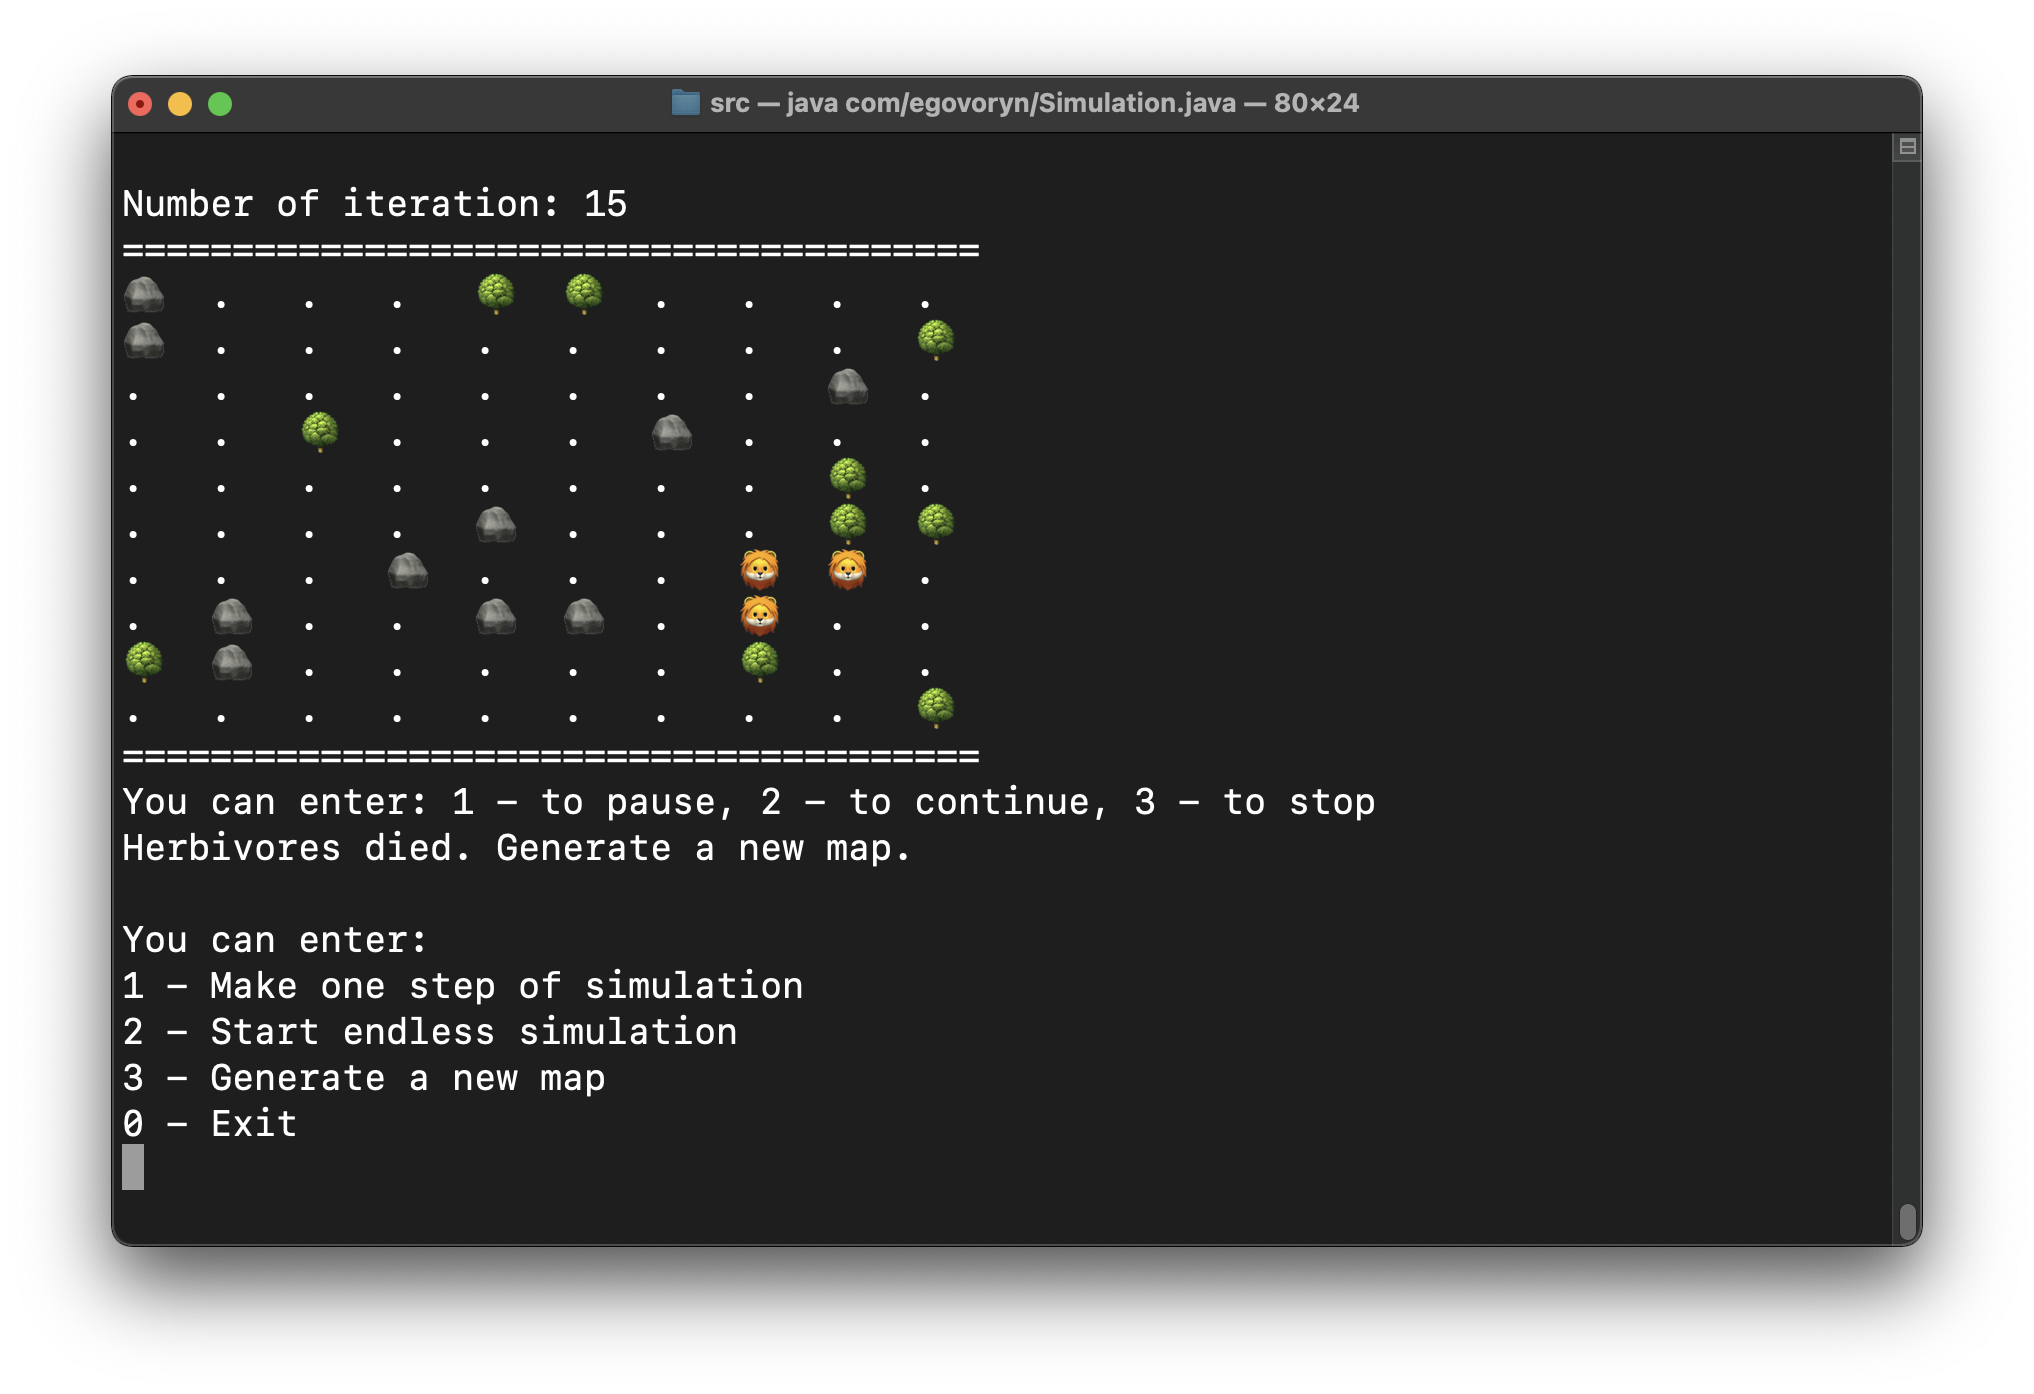 src — java com/egovoryn/Simulation.java — 80×24
Number of iteration: 15
=======================================
. . . . . . .
. . . . . . . .
. . . . . . . . .
. . . . . . . .
. . . . . . . . .
. . . . . . .
. . . . . . .
. . . . . .
. . . . . . .
. . . . . . . . .
=======================================
You can enter: 1 – to pause, 2 – to continue, 3 – to stop
Herbivores died. Generate a new map.
You can enter:
1 – Make one step of simulation
2 – Start endless simulation
3 – Generate a new map
0 – Exit